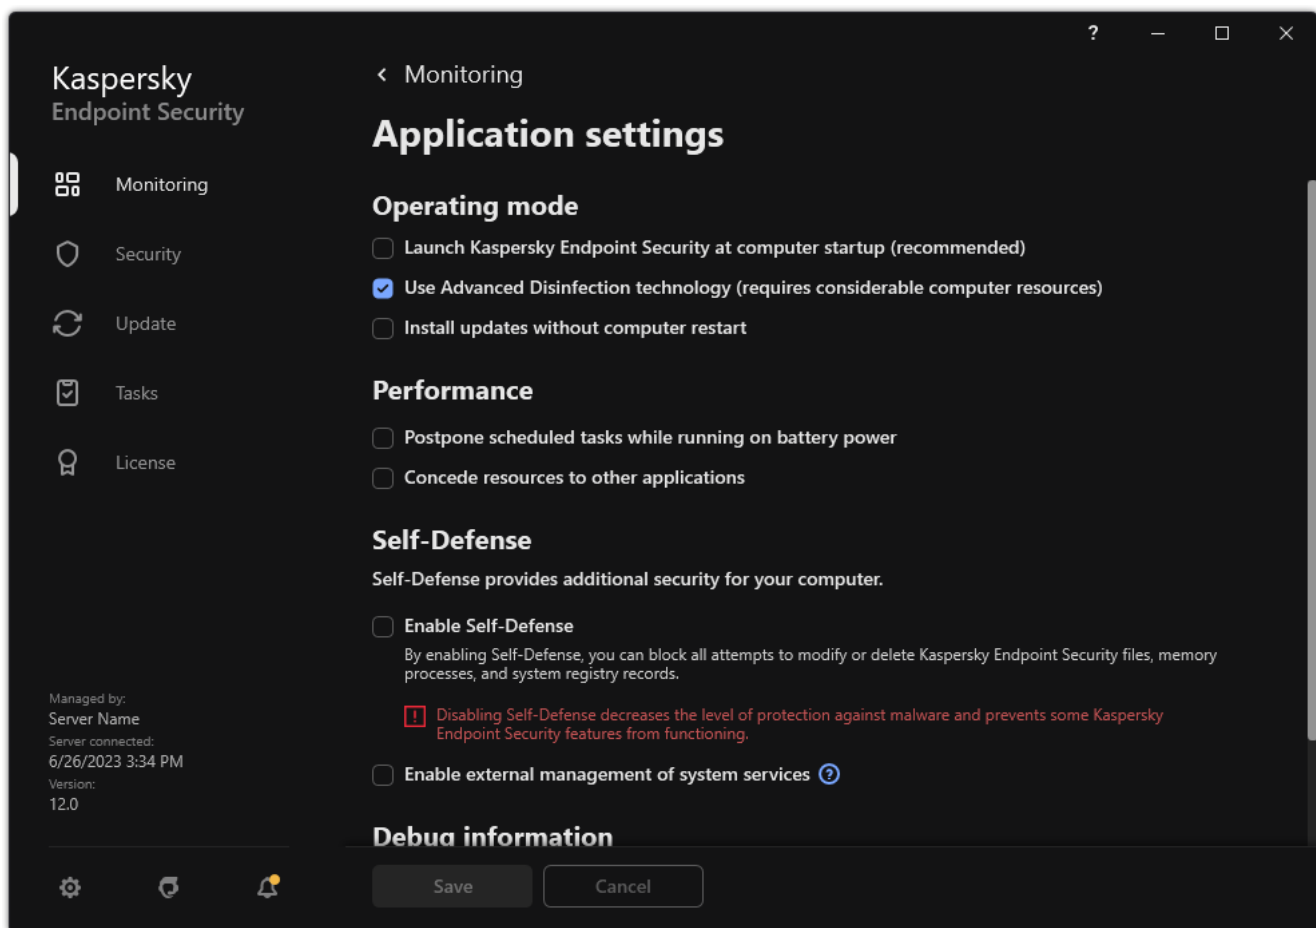 ?
Kaspersky
Endpoint Security
Monitoring
Security
Update
Tasks
License
Managed by:
Server Name
Server connected:
6/26/2023 3:34 PM
Version:
12.0
Monitoring
Application settings
Operating mode
Launch Kaspersky Endpoint Security at computer startup (recommended)
Use Advanced Disinfection technology (requires considerable computer resources)
Install updates without computer restart
Performance
Postpone scheduled tasks while running on battery power
Concede resources to other applications
Self-Defense
Self-Defense provides additional security for your computer.
Enable Self-Defense
By enabling Self-Defense, you can block all attempts to modify or delete Kaspersky Endpoint Security files, memory
processes, and system registry records.
Disabling Self-Defense decreases the level of protection against malware and prevents some Kaspersky
Endpoint Security features from functioning.
Enable external management of system services ?
Debug information
Save
Cancel